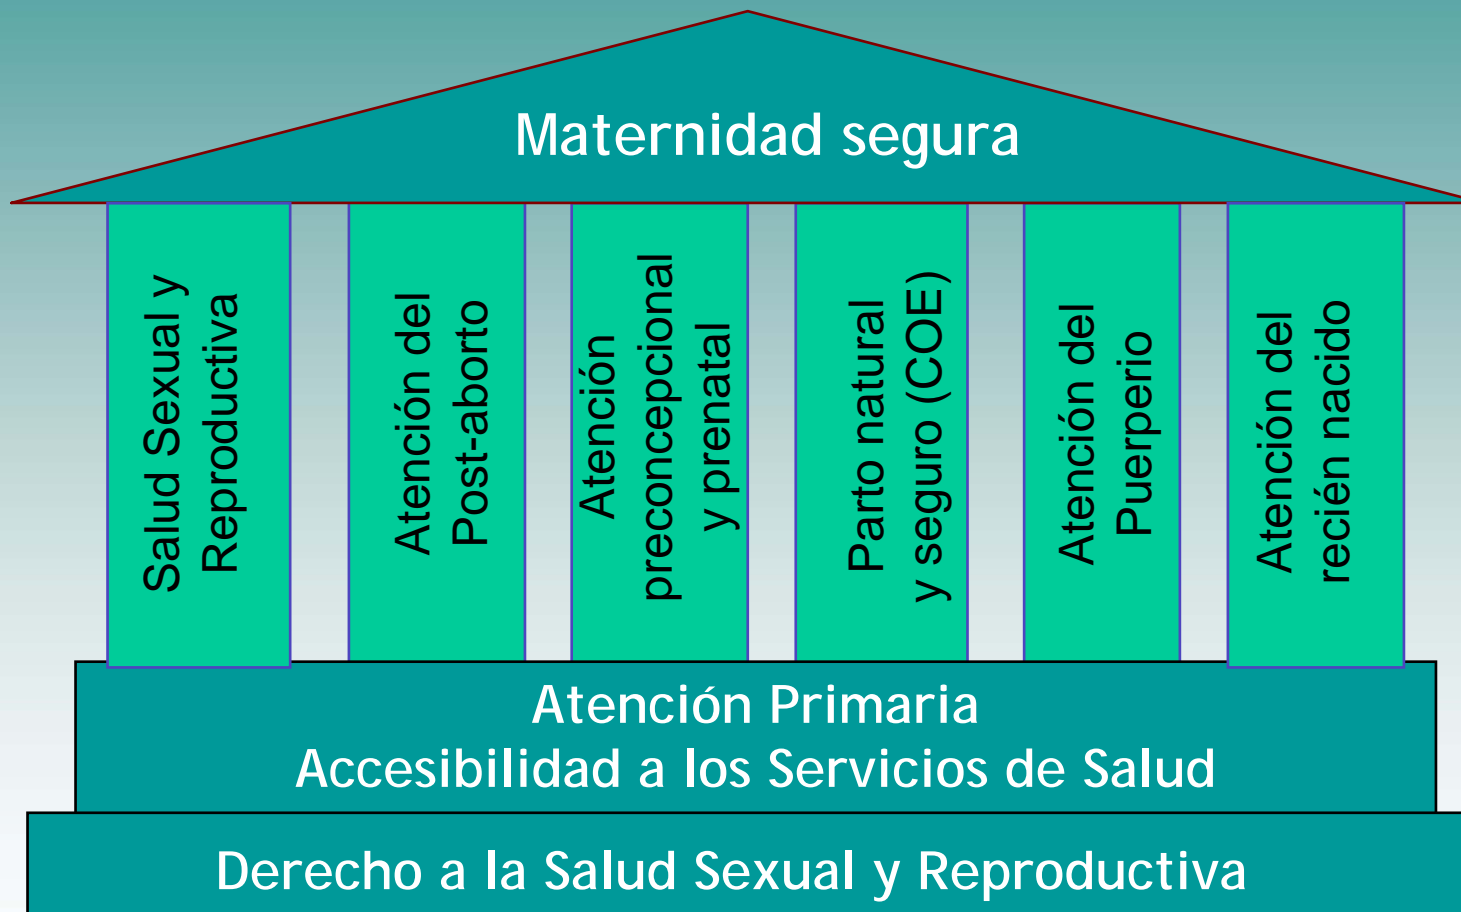 Maternidad segura
Salud Sexual y
Reproductiva
Atención del
Post-aborto
Atención
preconcepcional
y prenatal
Parto natural
y seguro (COE)
Atención del
Puerperio
Atención del
recién nacido
Atención Primaria
Accesibilidad a los Servicios de Salud
Derecho a la Salud Sexual y Reproductiva